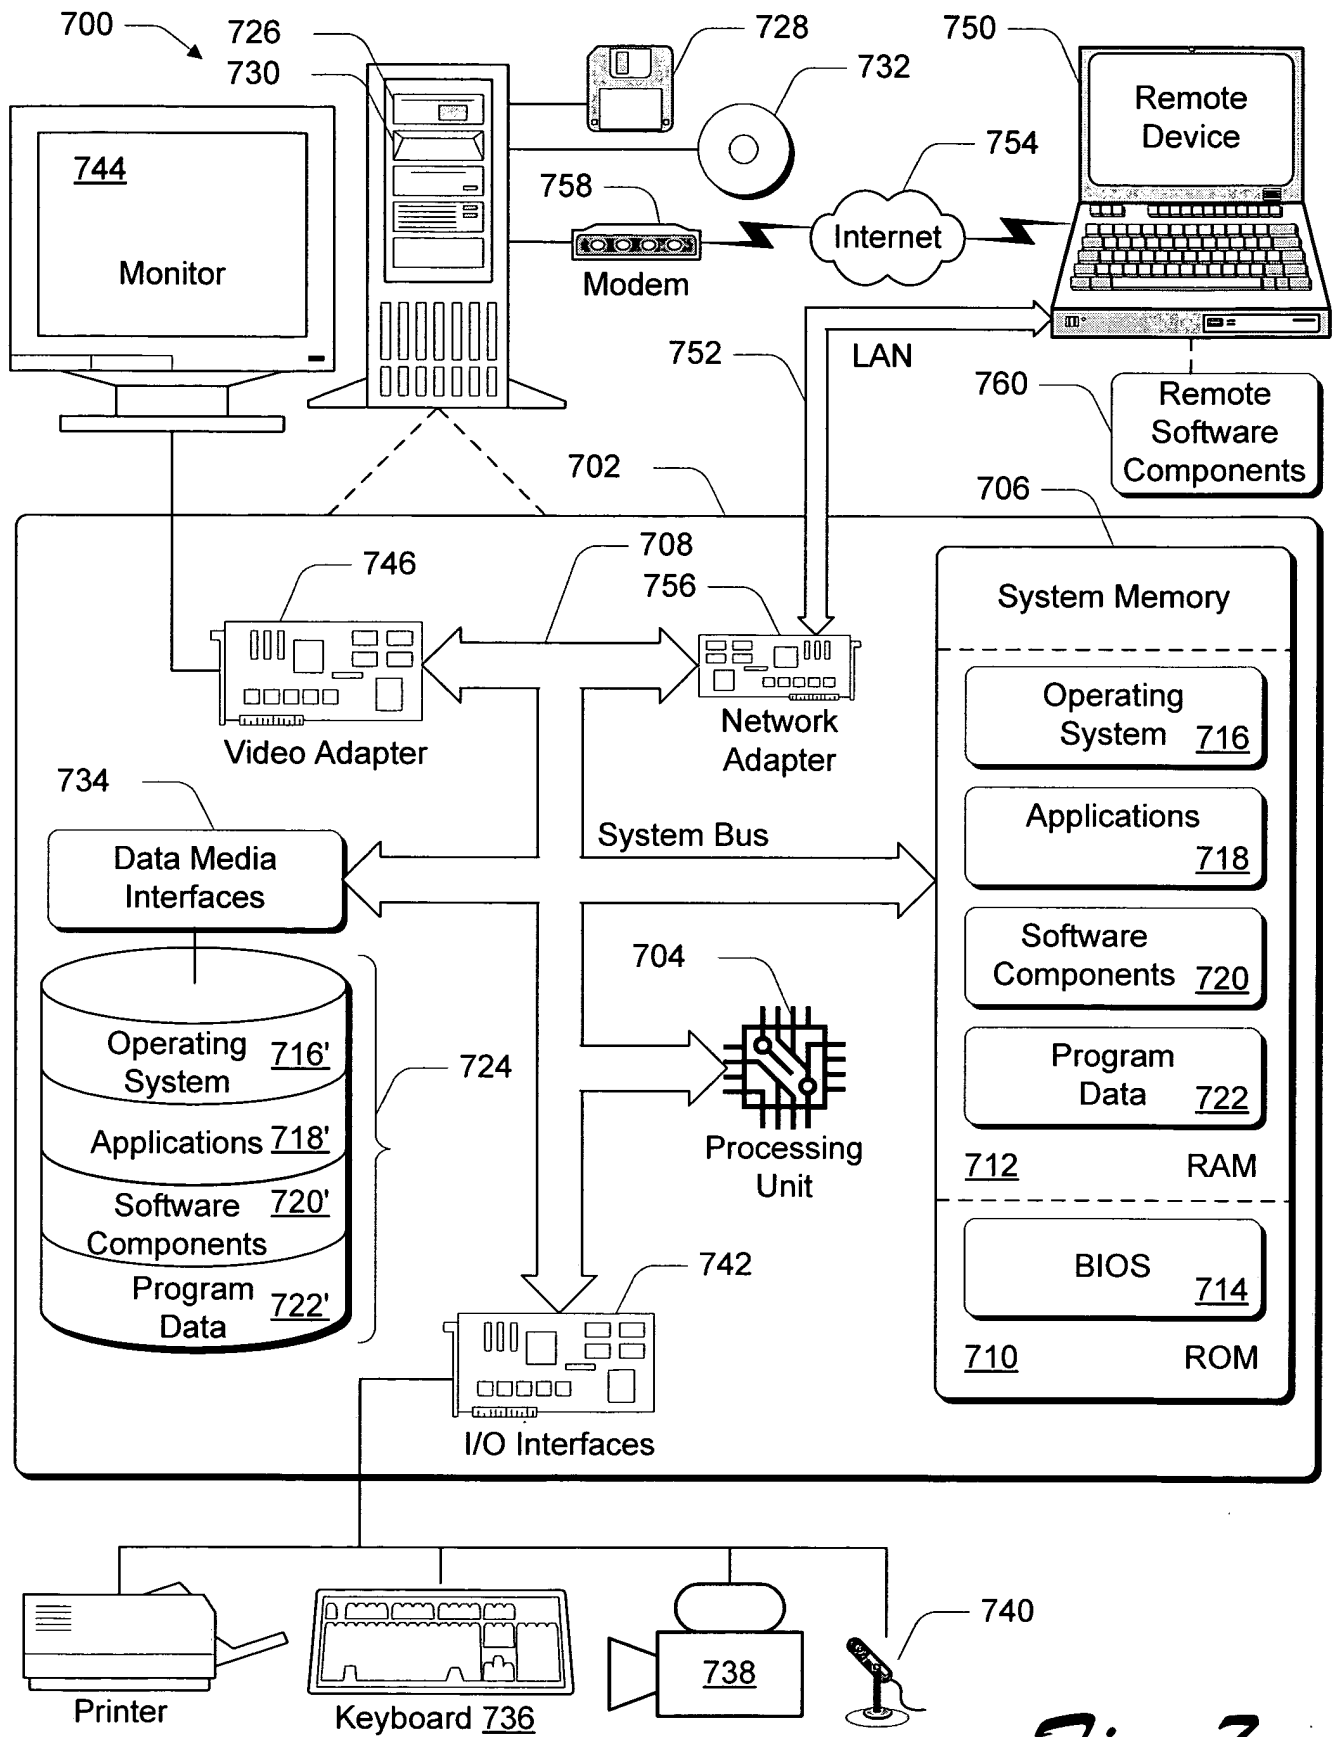 700
726
730
728
732
750
Remote
Device
744
Monitor
758
Modem
754
Internet
752
LAN
760
Remote
Software
Components
702
706
708
746
756
System Memory
Video Adapter
Network
Adapter
Operating
System 716
734
Data Media
Interfaces
System Bus
Applications
718
Software
Components 720
704
Processing
Unit
Program
Data 722
712 RAM
Operating
System 716'
Applications 718'
Software
Components 720'
Program
Data 722'
724
742
I/O Interfaces
BIOS
714
710 ROM
Printer
Keyboard 736
738
740
Fig. 7